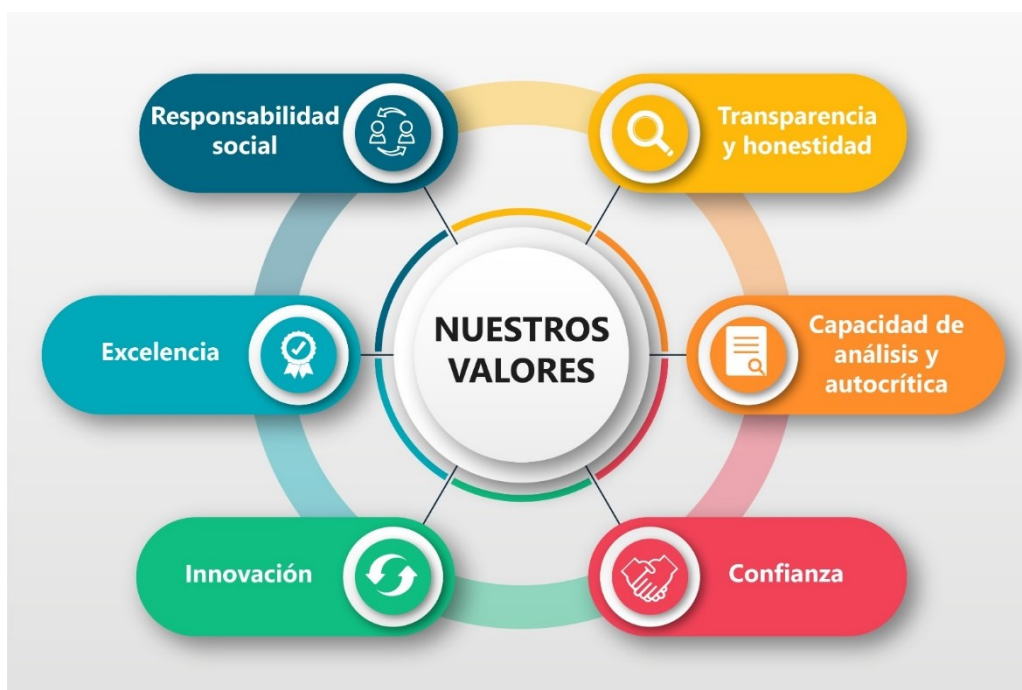 Responsabilidad
social
Transparencia
y honestidad
Excelencia
NUESTROS
VALORES
Capacidad de
análisis y
autocrítica
Innovación
Confianza